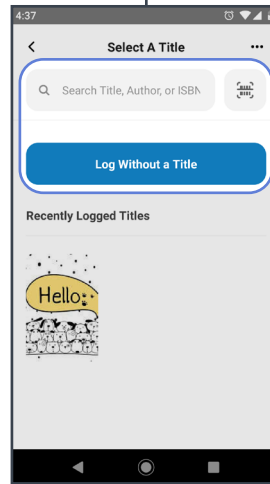 4:37
Select A Title
Search Title, Author, or ISBN
Log Without a Title
Recently Logged Titles
Hello